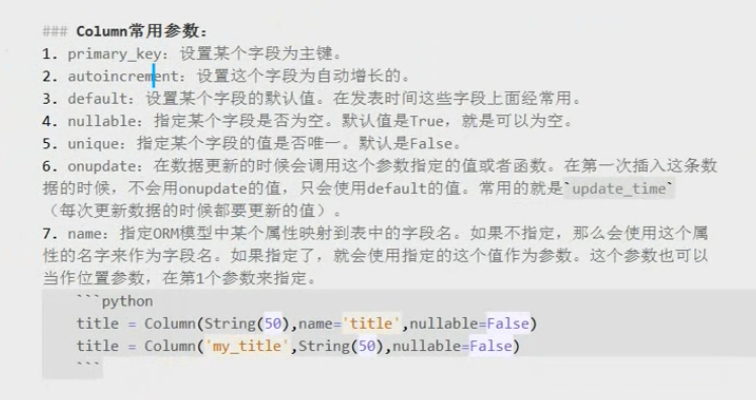 ### Column常用参数：
1. primary_key：设置某个字段为主键。
2. autoincrement：设置这个字段为自动增长的。
3. default：设置某个字段的默认值。在发表时间这些字段上面经常用。
4. nullable：指定某个字段是否为空。默认值是True，就是可以为空。
5. unique：指定某个字段的值是否唯一。默认是False。
6. onupdate：在数据更新的时候会调用这个参数指定的值或者函数。在第一次插入这条数
据的时候，不会用onupdate的值，只会使用default的值。常用的就是`update_time`
（每次更新数据的时候都要更新的值）。
7. name：指定ORM模型中某个属性映射到表中的字段名。如果不指定，那么会使用这个属
性的名字来作为字段名。如果指定了，就会使用指定的这个值作为参数。这个参数也可以
当作位置参数，在第1个参数来指定。
```python
title = Column(String(50),name='title',nullable=False)
title = Column('my_title',String(50),nullable=False)
```